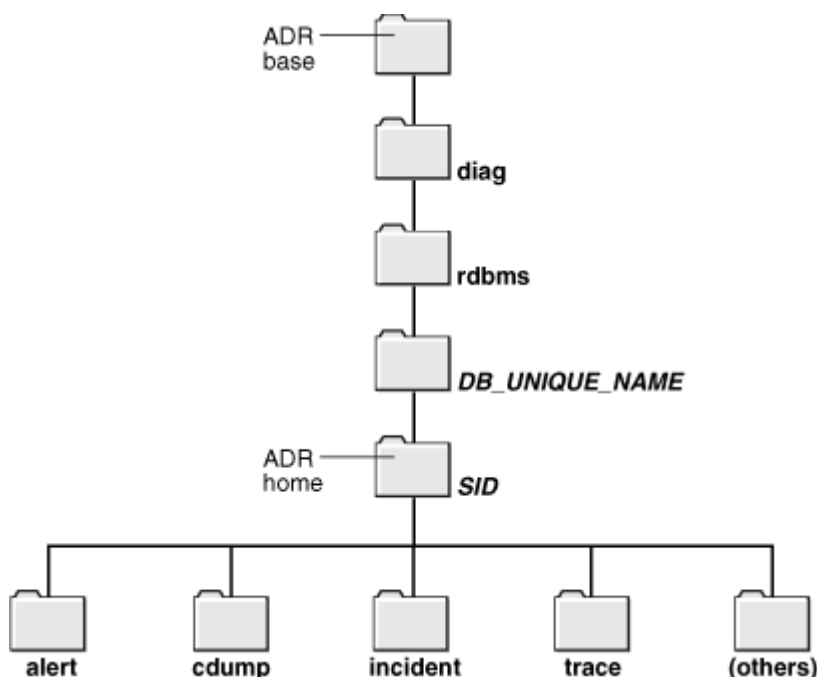 ADR
base
diag
rdbms
DB_UNIQUE_NAME
ADR
home
SID
alert
cdump
incident
trace
(others)